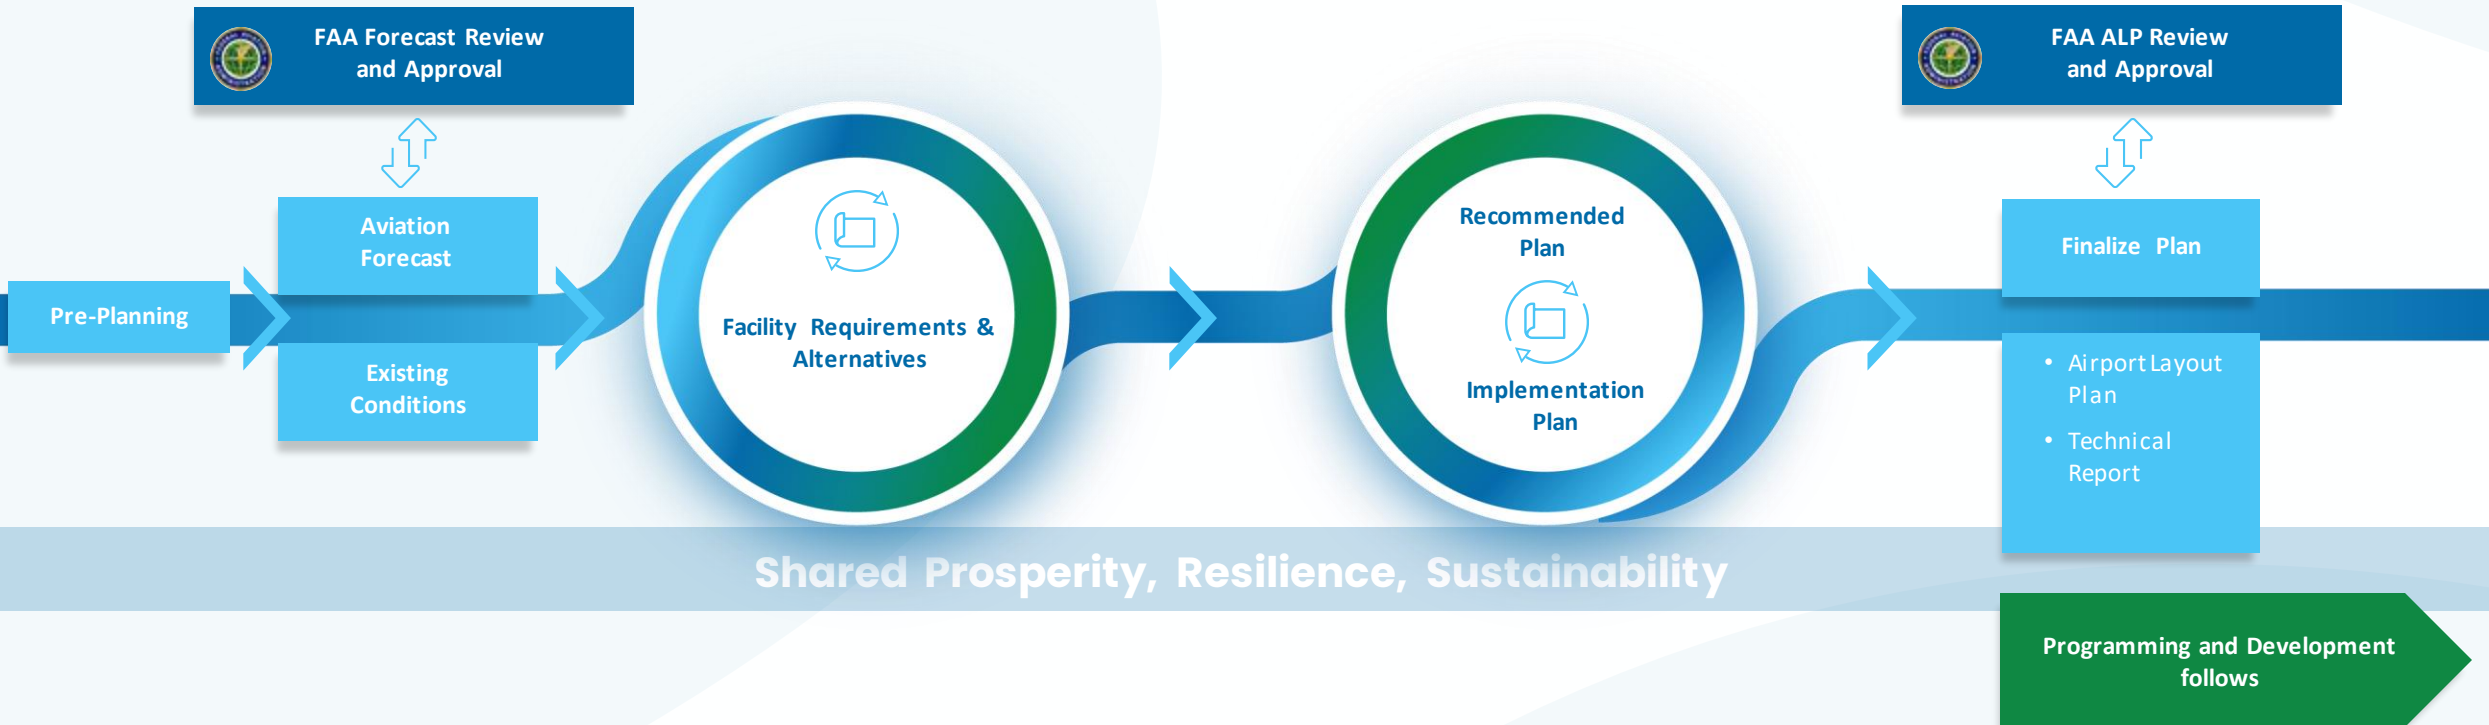 FAA Forecast Review
and Approval
FAA ALP Review
and Approval
Pre-Planning
Aviation
Forecast
Existing
Conditions
Facility Requirements &
Alternatives
Recommended
Plan
Implementation
Plan
Finalize Plan
• Airport Layout
Plan
• Technical
Report
Shared Prosperity, Resilience, Sustainability
Programming and Development
follows